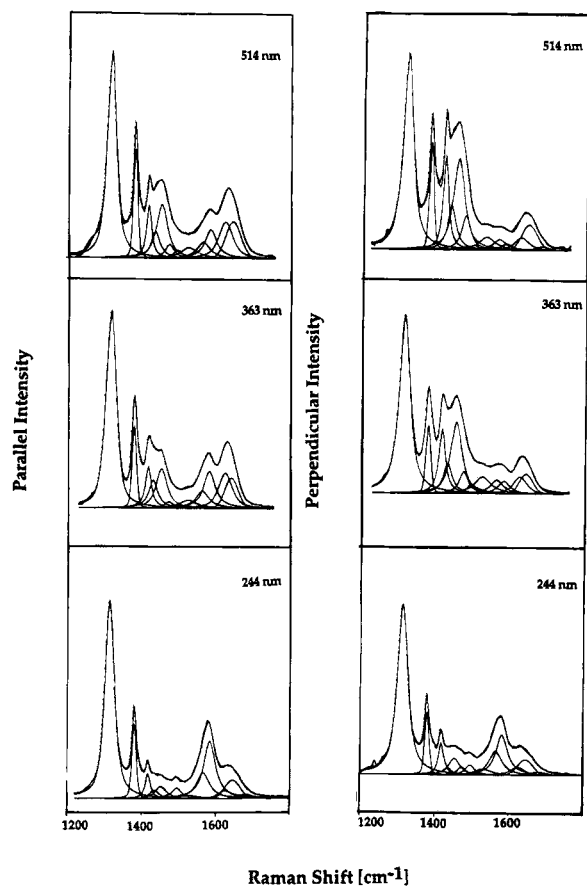 514 nm
514 nm
363 nm
363 nm
Parallel Intensity
Perpendicular Intensity
244 nm
244 nm
1200 1400 1600
1200 1400 1600
Raman Shift [cm-1]